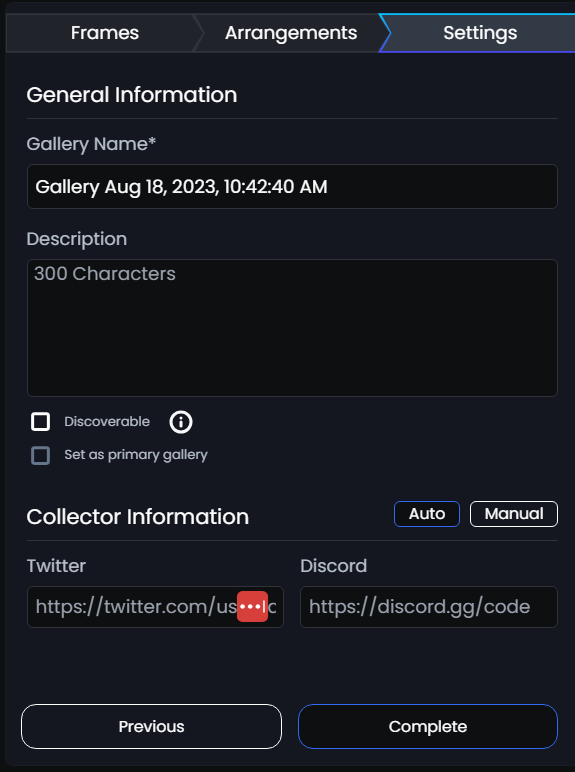 Frames
Arrangements
Settings
General Information
Gallery Name*
Gallery Aug 18, 2023, 10:42:40 AM
Description
300 Characters
Discoverable
Set as primary gallery
Collector Information
Auto
Manual
Twitter
Discord
https://twitter.com/us
https://discord.gg/code
Previous
Complete